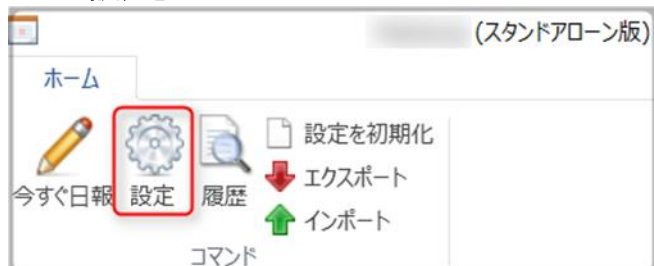 (スタンドアローン版)
ホーム
今すぐ日報
設定
履歴
設定を初期化
エクスポート
インポート
コマンド